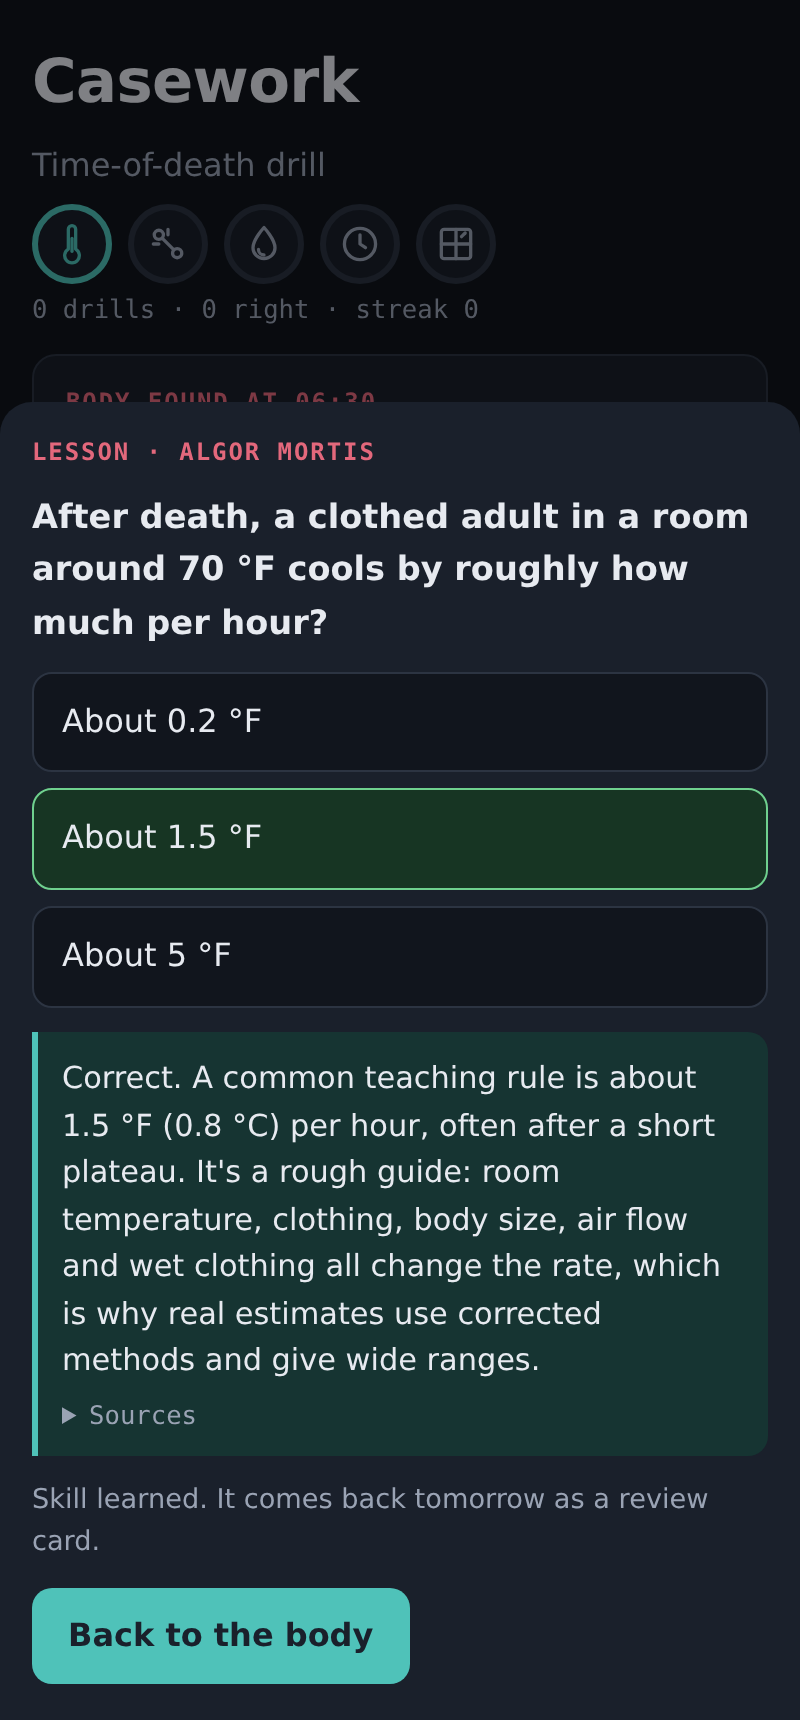 Casework
Time-of-death drill
0 drills · 0 right · streak 0
BODY FOUND AT 06:30
LESSON · ALGOR MORTIS
After death, a clothed adult in a room
around 70 °F cools by roughly how
much per hour?
About 0.2 °F
About 1.5 °F
About 5 °F
Correct. A common teaching rule is about
1.5 °F (0.8 °C) per hour, often after a short
plateau. It's a rough guide: room
temperature, clothing, body size, air flow
and wet clothing all change the rate, which
is why real estimates use corrected
methods and give wide ranges.
▶ Sources
Skill learned. It comes back tomorrow as a review
card.
Back to the body